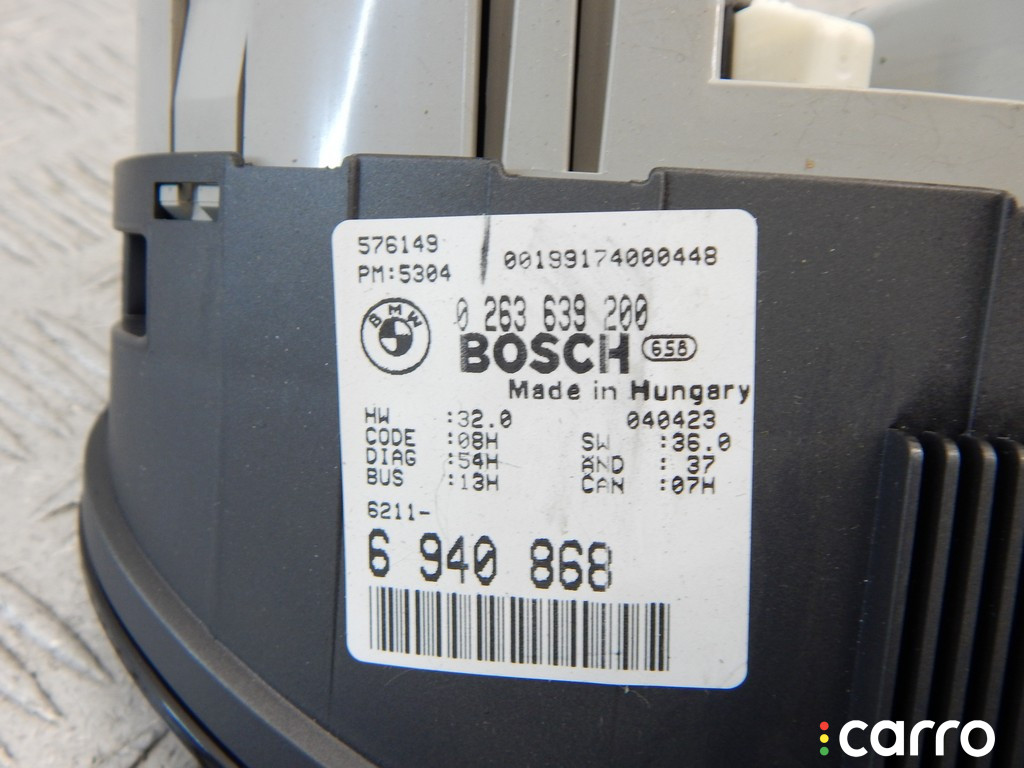 576149
PM:5304
00199174000448
BMW
0 263 639 200
BOSCH 658
Made in Hungary
HW :32.0 040423
CODE :08H SW :36.0
DIAG :54H AND : 37
BUS :13H CAN :07H
6211-
6 940 868
carro